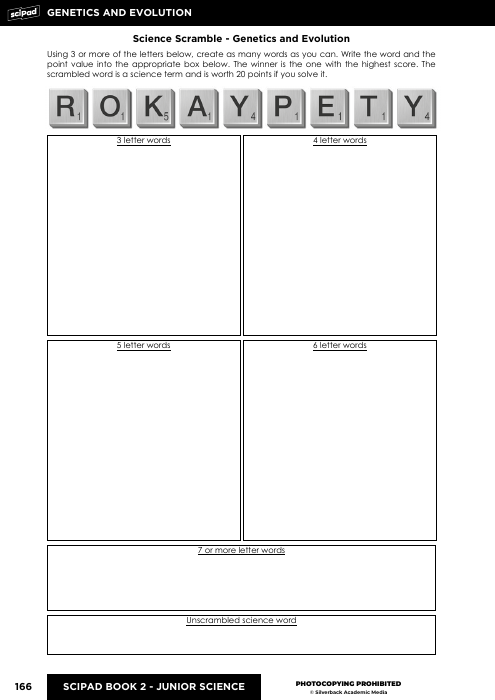 scipad GENETICS AND EVOLUTION
Science Scramble - Genetics and Evolution
Using 3 or more of the letters below, create as many words as you can. Write the word and the
point value into the appropriate box below. The winner is the one with the highest score. The
scrambled word is a science term and is worth 20 points if you solve it.
R1 O1 K5 A1 Y4 P1 E1 T1 Y4
3 letter words
4 letter words
5 letter words
6 letter words
7 or more letter words
Unscrambled science word
166 SCIPAD BOOK 2 - JUNIOR SCIENCE
PHOTOCOPYING PROHIBITED
© Silverback Academic Media